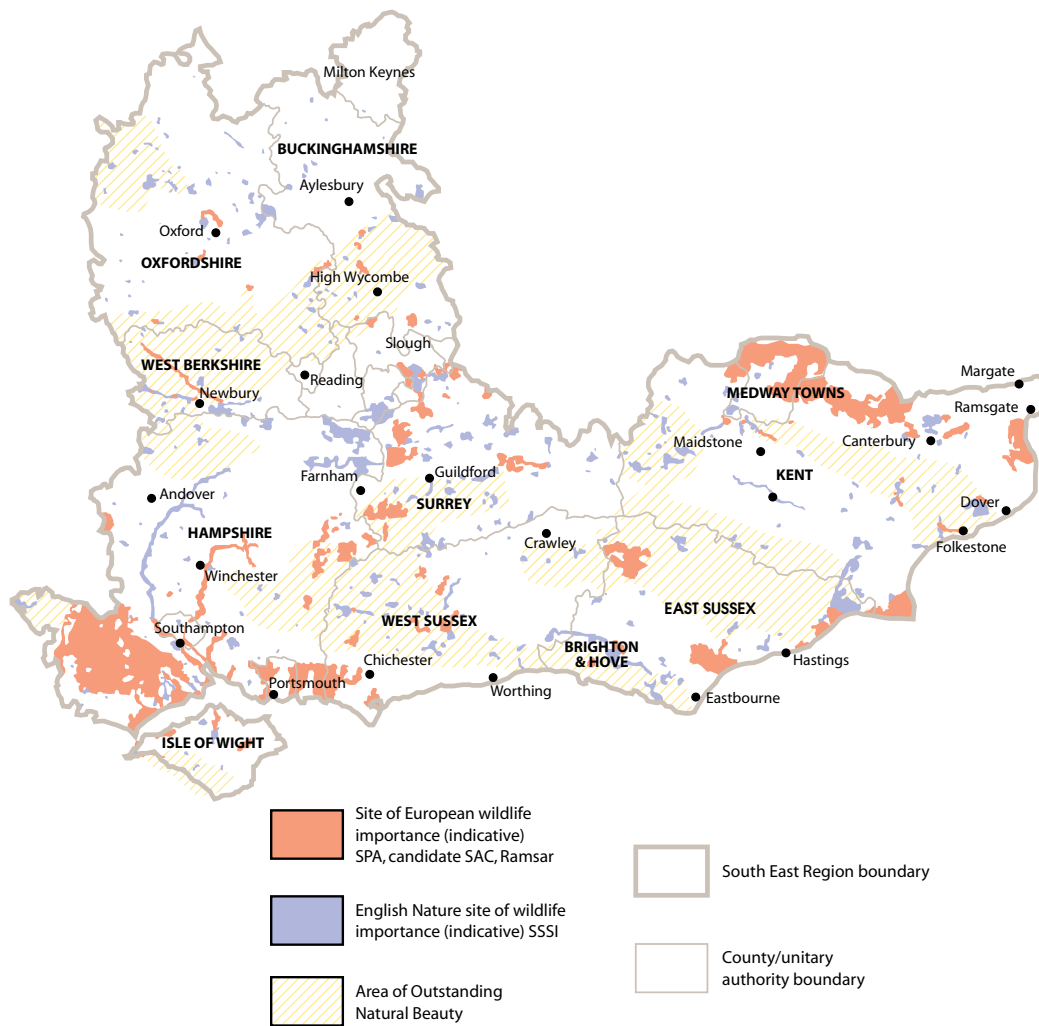 Milton Keynes
BUCKINGHAMSHIRE
Aylesbury
Oxford
OXFORDSHIRE
High Wycombe
Slough
WEST BERKSHIRE
Reading
Newbury
MEDWAY TOWNS
Margate
Ramsgate
Maidstone
Canterbury
KENT
Farnham
Guildford
Andover
SURREY
Dover
HAMPSHIRE
Crawley
Folkestone
Winchester
WEST SUSSEX
EAST SUSSEX
Southampton
BRIGHTON
& HOVE
Hastings
Chichester
Portsmouth
Worthing
Eastbourne
ISLE OF WIGHT
Site of European wildlife
importance (indicative)
SPA, candidate SAC, Ramsar
South East Region boundary
English Nature site of wildlife
importance (indicative) SSSI
County/unitary
authority boundary
Area of Outstanding
Natural Beauty